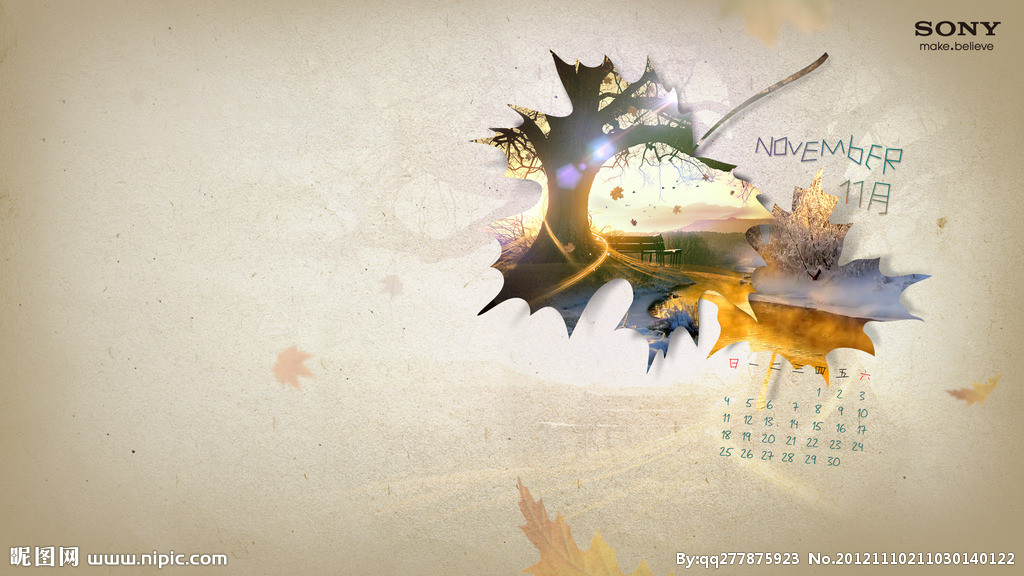 SONY
make.believe
NOVEMBER
11月
日 一 二 三 四 五 六
1 2 3
4 5 6 7 8 9 10
11 12 13 14 15 16 17
18 19 20 21 22 23 24
25 26 27 28 29 30
昵图网 www.nipic.com
By:qq277875923 No.20121110211030140122